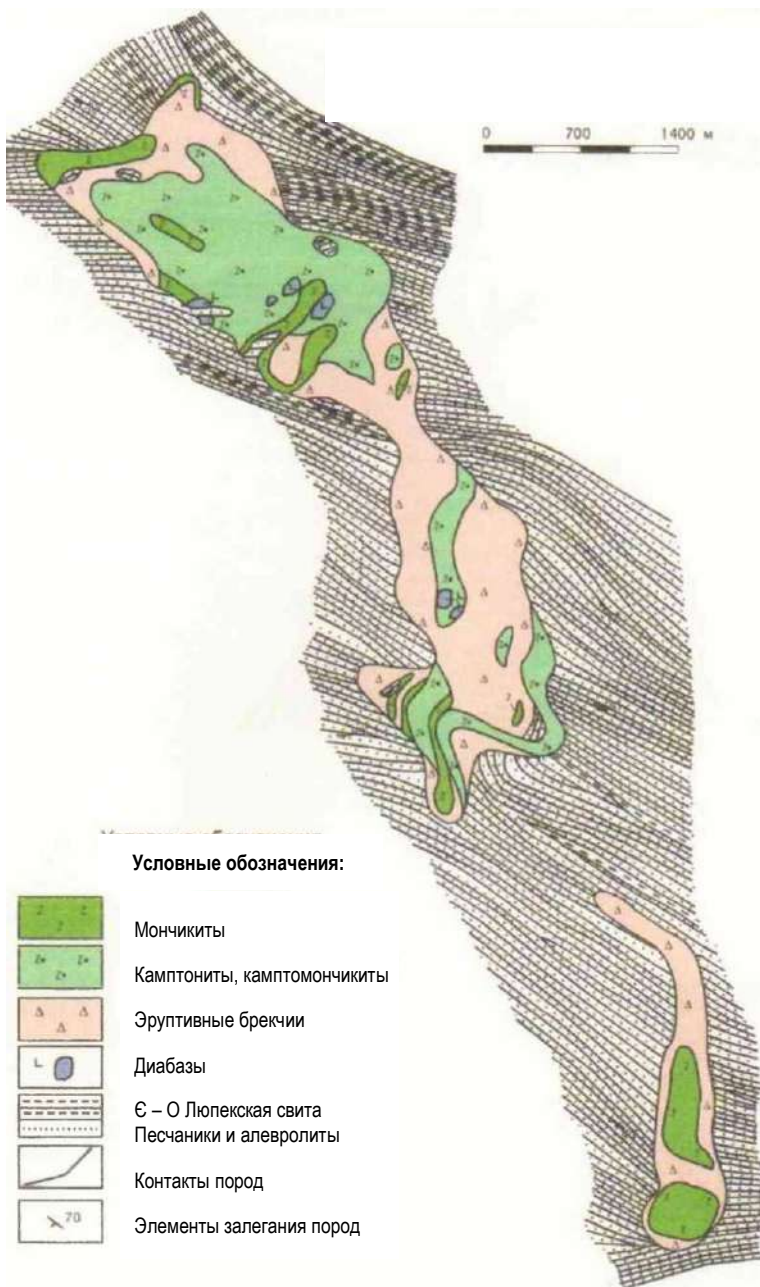 0 700 1400 м
Условные обозначения:
Мончикиты
Камптониты, камптомончикиты
Эруптивные брекчии
Диабазы
Є – О Люпекская свита
Песчаники и алевролиты
Контакты пород
70 Элементы залегания пород